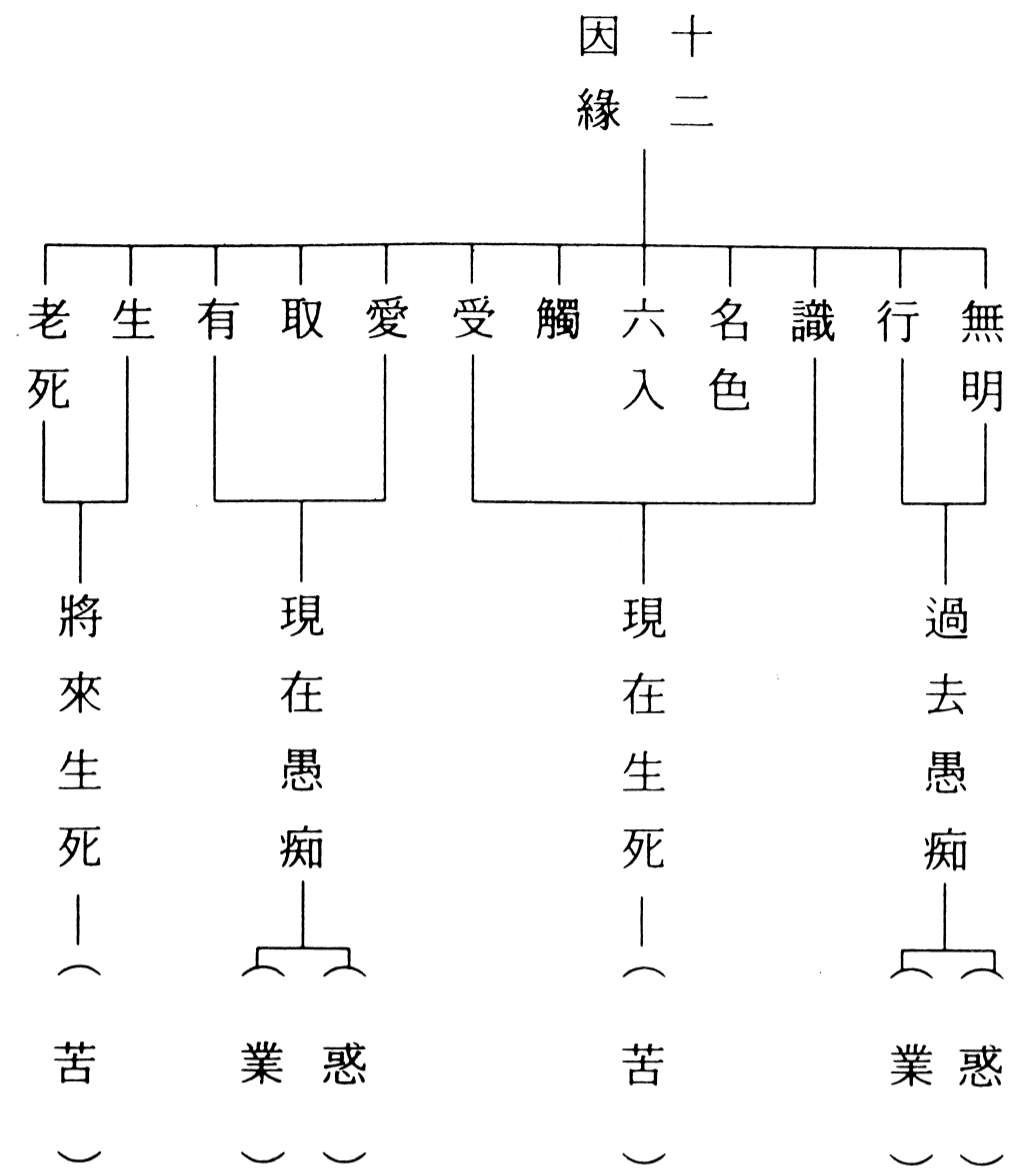 十二
因緣
無明
行
識
名色
六入
觸
受
愛
取
有
生
老死
過去愚痴
現在生死
現在愚痴
將來生死
（惑）
（業）
（苦）
（惑）
（業）
（苦）